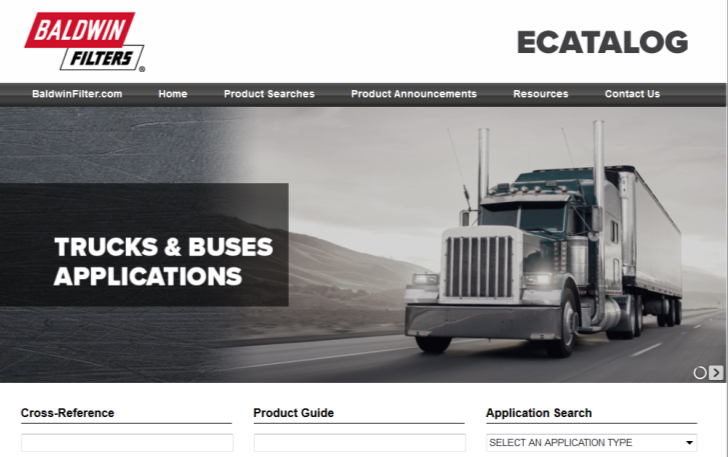 BALDWIN
FILTERS®
ECATALOG
BaldwinFilter.com Home Product Searches Product Announcements Resources Contact Us
TRUCKS & BUSES
APPLICATIONS
Cross-Reference Product Guide Application Search
SELECT AN APPLICATION TYPE